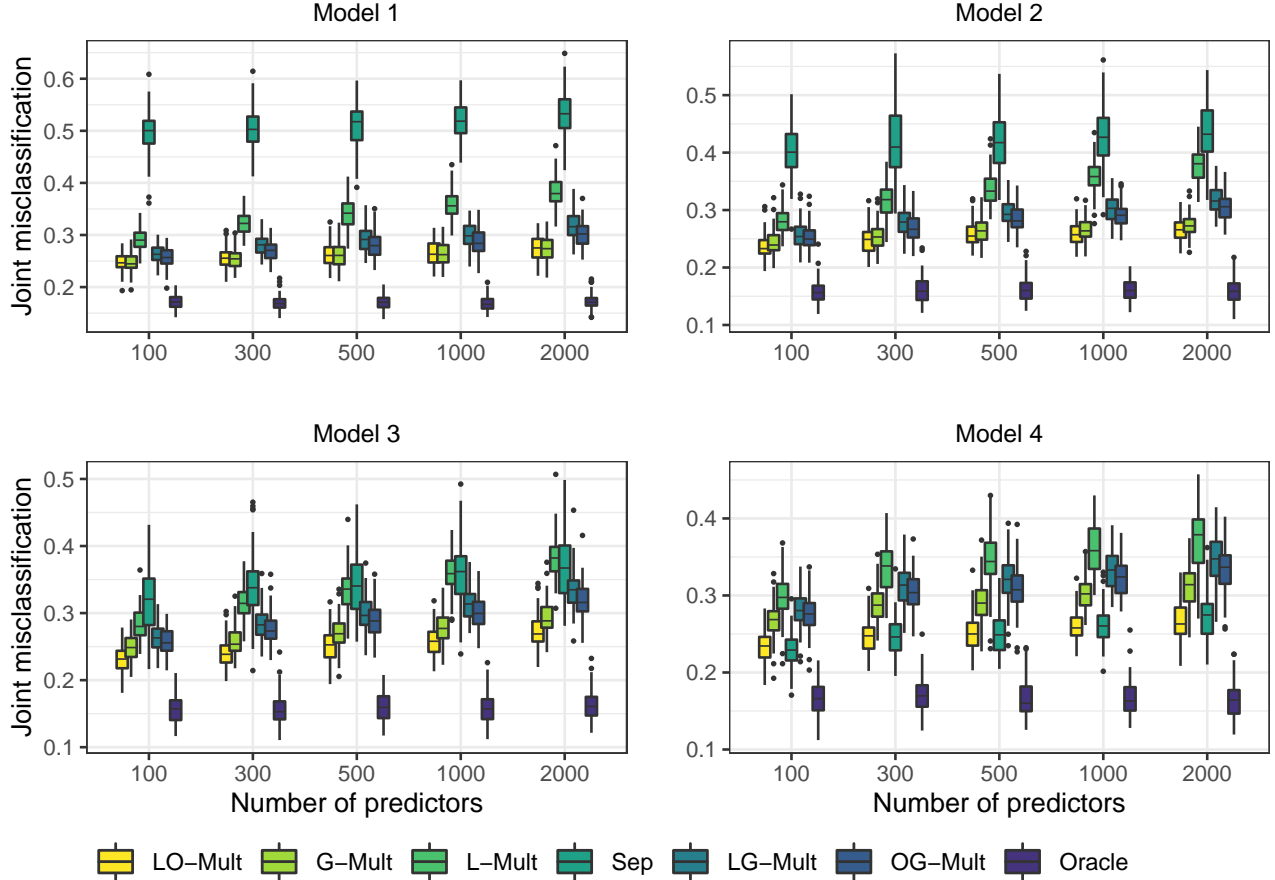 Model 1
Model 2
Joint misclassification
0.6
0.5
0.4
0.3
0.2
100 300 500 1000 2000
0.5
0.4
0.3
0.2
0.1
100 300 500 1000 2000
Model 3
Model 4
Joint misclassification
0.5
0.4
0.3
0.2
0.1
100 300 500 1000 2000
Number of predictors
0.4
0.3
0.2
0.1
100 300 500 1000 2000
Number of predictors
LO−Mult G−Mult L−Mult Sep LG−Mult OG−Mult Oracle